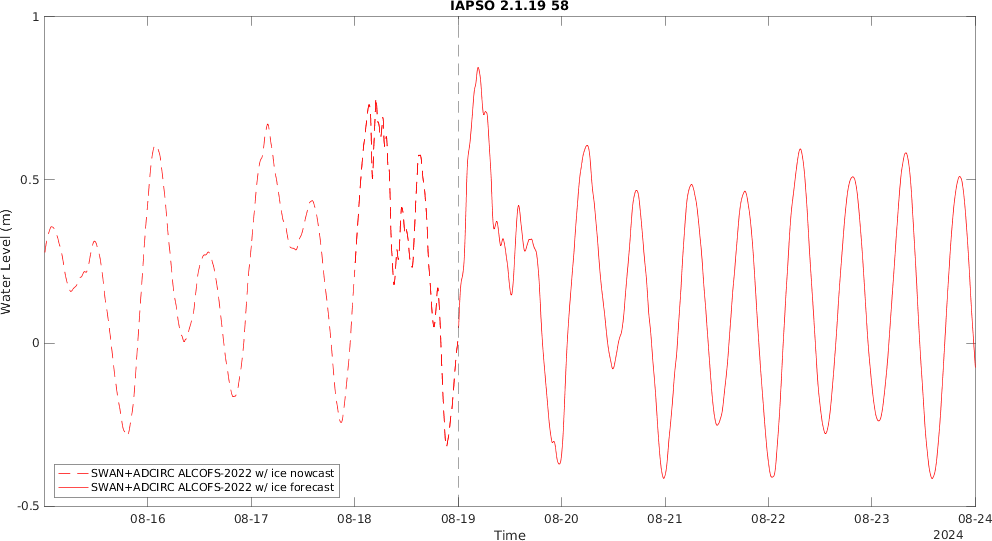 IAPSO 2.1.19 58
1
0.5
0
-0.5
Water Level (m)
SWAN+ADCIRC ALCOFS-2022 w/ ice nowcast
SWAN+ADCIRC ALCOFS-2022 w/ ice forecast
08-16 08-17 08-18 08-19 08-20 08-21 08-22 08-23 08-24
Time
2024